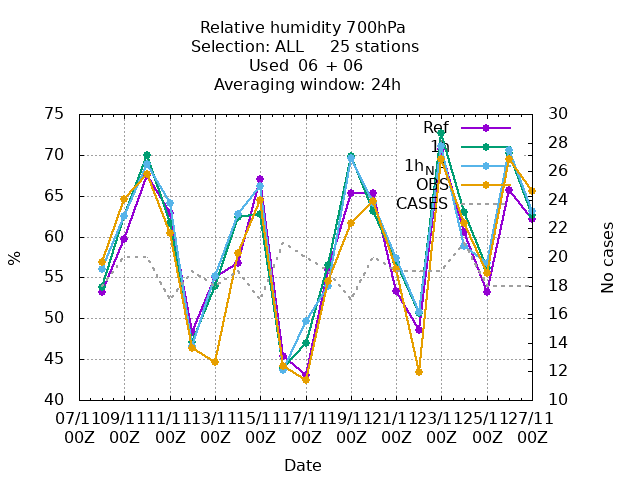 Relative humidity 700hPa
Selection: ALL 25 stations
Used 06 + 06
Averaging window: 24h
75
70
65
60
55
50
45
40
%
30
28
26
24
22
20
18
16
14
12
10
No cases
Ref
1h
1hN
OBS
CASES
07/11 09/11 11/11 13/11 15/11 17/11 19/11 21/11 23/11 25/11 27/11
00Z 00Z 00Z 00Z 00Z 00Z 00Z 00Z 00Z 00Z 00Z
Date